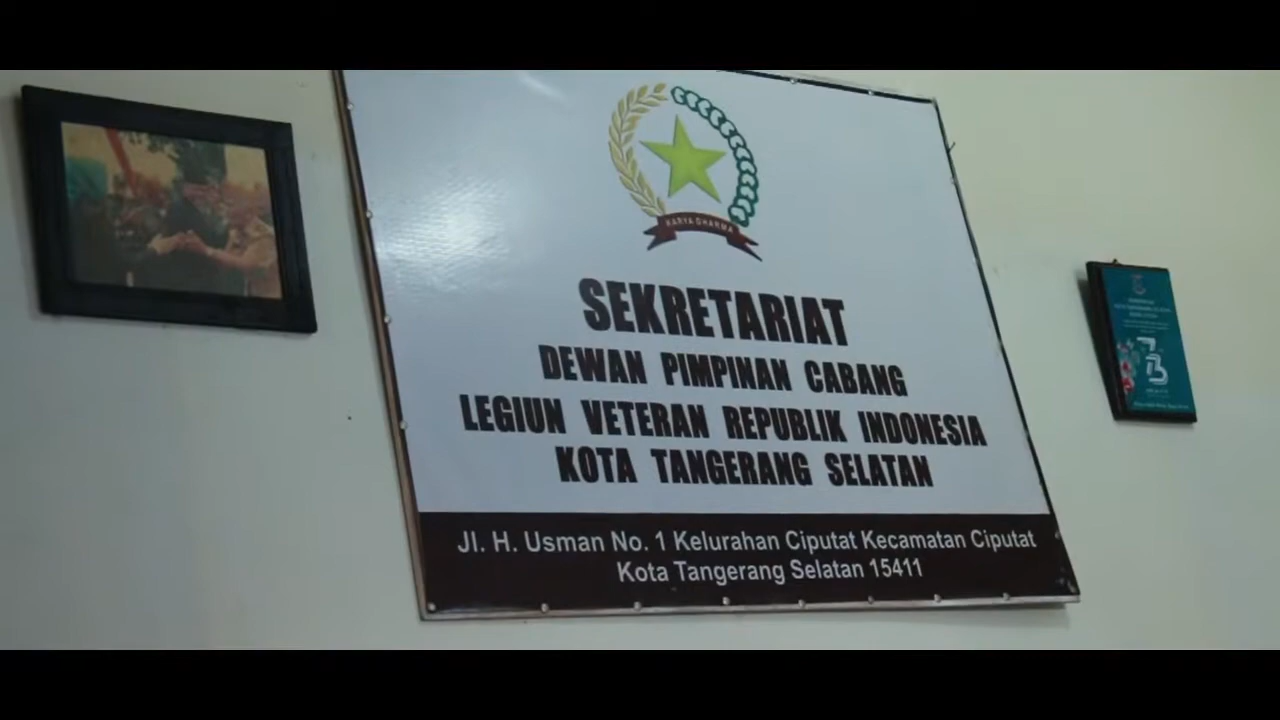 KARYA DHARMA
SEKRETARIAT
DEWAN PIMPINAN CABANG
LEGIUN VETERAN REPUBLIK INDONESIA
KOTA TANGERANG SELATAN
Jl. H. Usman No. 1 Kelurahan Ciputat Kecamatan Ciputat
Kota Tangerang Selatan 15411
73